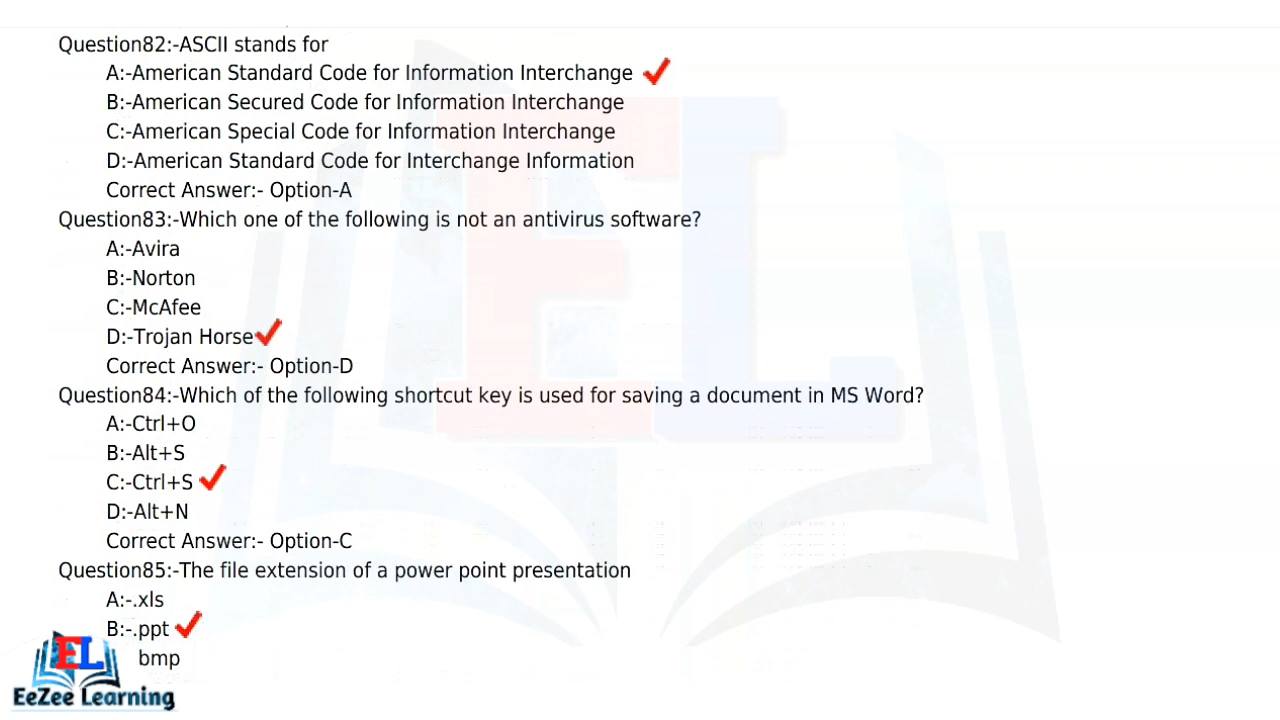 Question82:-ASCII stands for
A:-American Standard Code for Information Interchange
B:-American Secured Code for Information Interchange
C:-American Special Code for Information Interchange
D:-American Standard Code for Interchange Information
Correct Answer:- Option-A
Question83:-Which one of the following is not an antivirus software?
A:-Avira
B:-Norton
C:-McAfee
D:-Trojan Horse
Correct Answer:- Option-D
Question84:-Which of the following shortcut key is used for saving a document in MS Word?
A:-Ctrl+O
B:-Alt+S
C:-Ctrl+S
D:-Alt+N
Correct Answer:- Option-C
Question85:-The file extension of a power point presentation
A:-.xls
B:-.ppt
bmp
EL
EeZee Learning
EL